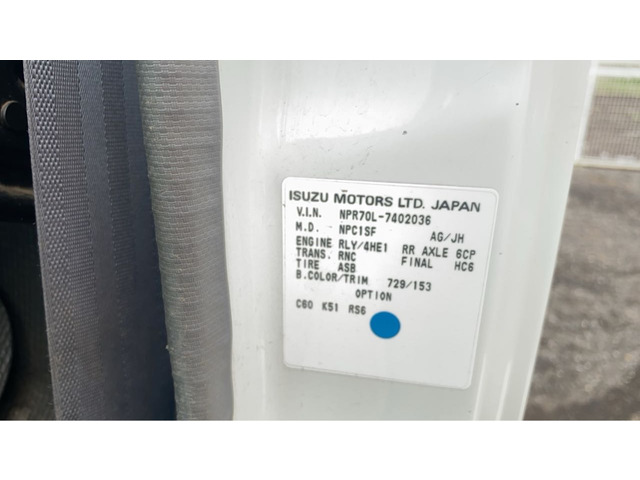 ISUZU MOTORS LTD. JAPAN
V.I.N. NPR70L-7402036
M.D. NPC1SF AG/JH
ENGINE RLY/4HE1 RR AXLE 6CP
TRANS. RNC FINAL HC6
TIRE ASB
B.COLOR/TRIM 729/153
OPTION
C60 K51 RS6